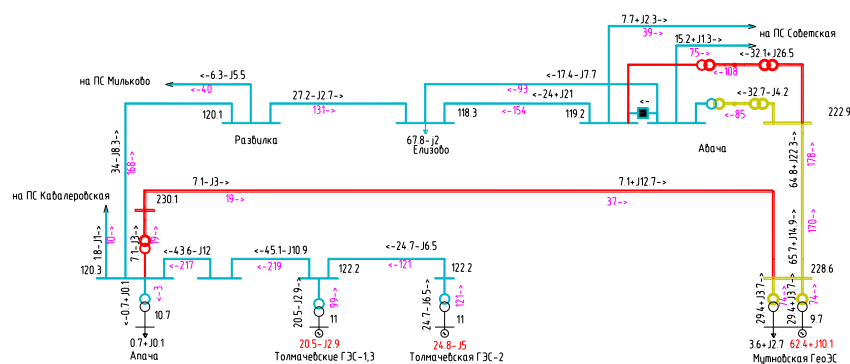 7.7+J2.3->
39->
на ПС Советская
15.2+J1.3->
75->
<-32.1+J26.5
<-108
<-6.3-J5.5
<-17.4-J7.7
на ПС Мильково
<-40
27.2-J2.7->
<-93
<-32.7-J4.2
131->
<-24+J21
<-
120.1
<-154
118.3
119.2
<-85
222.9
Развилка
67.8-j2
Елизово
Авача
34-J8.3->
168->
64.8+J22.3->
178->
7.1-J3->
7.1+J12.7->
на ПС Кавалеровская
19->
37->
230.1
1.8-J1->
10->
7.1-J3->
19->
65.7+J14.9->
170->
<-43.6-J12
<-45.1-J10.9
<-24.7-J6.5
120.3
<-217
<-219
122.2
<-121
122.2
228.6
<-0.7+J0.1
<-3
20.5-J2.9->
99->
24.7-J6.5->
121->
29.4+J3.7->
74->
29.4+J3.7->
74->
10.7
11
11
9.7
0.7+J0.1
20.5-J2.9
24.8-J5
3.6+J2.7
62.4+J10.1
Апача
Толмачевские ГЭС-1,3
Толмачевская ГЭС-2
Мутновская ГеоЭС